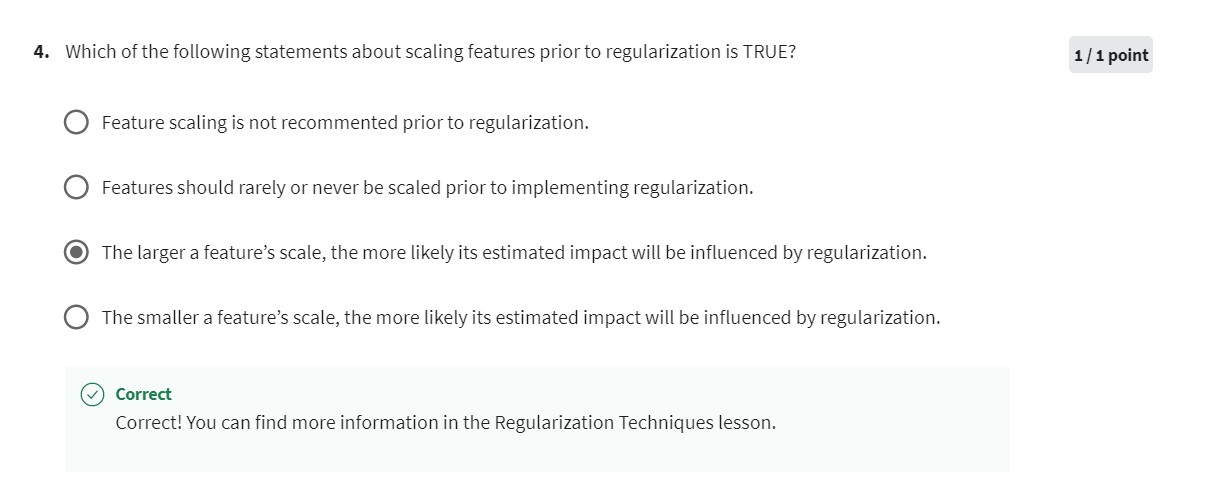 4. Which of the following statements about scaling features prior to regularization is TRUE?
1 / 1 point
Feature scaling is not recommented prior to regularization.
Features should rarely or never be scaled prior to implementing regularization.
The larger a feature’s scale, the more likely its estimated impact will be influenced by regularization.
The smaller a feature’s scale, the more likely its estimated impact will be influenced by regularization.
Correct
Correct! You can find more information in the Regularization Techniques lesson.